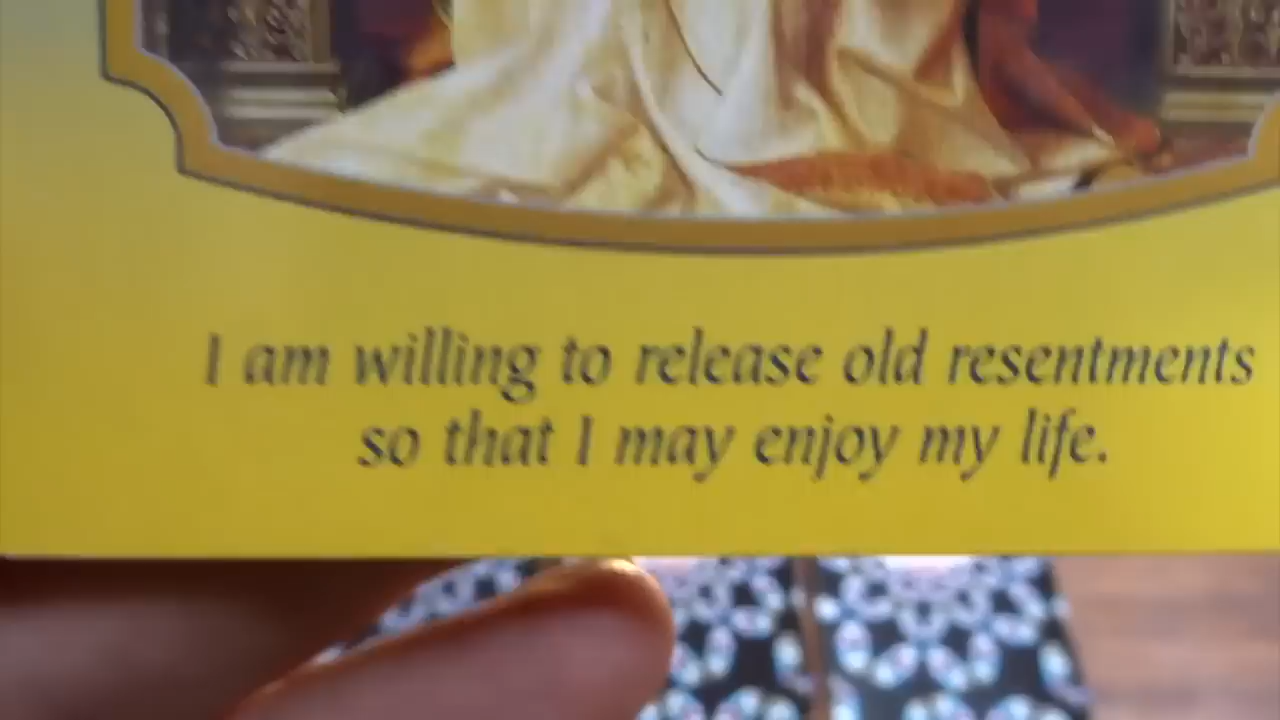 I am willing to release old resentments
so that I may enjoy my life.